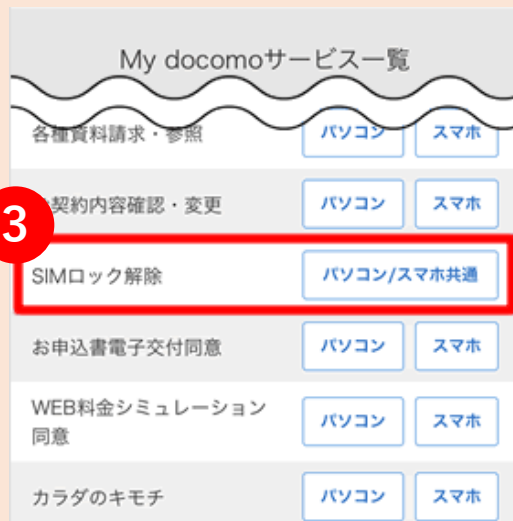 My docomoサービス一覧
各種資料請求・参照 パソコン スマホ
契約内容確認・変更 パソコン スマホ
3
SIMロック解除 パソコン/スマホ共通
お申込書電子交付同意 パソコン スマホ
WEB料金シミュレーション
同意 パソコン スマホ
カラダのキモチ パソコン スマホ